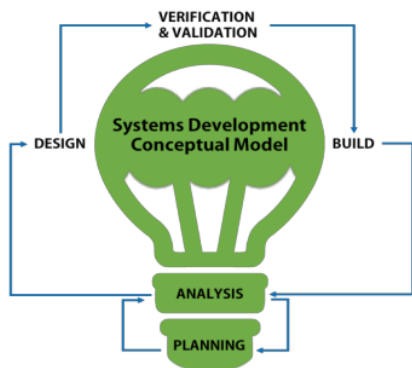 VERIFICATION
& VALIDATION
Systems Development
Conceptual Model
DESIGN
BUILD
ANALYSIS
PLANNING